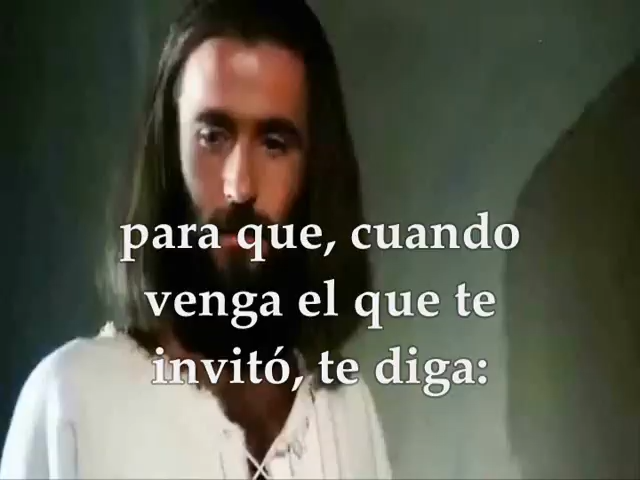 para que, cuando
venga el que te
invitó, te diga: